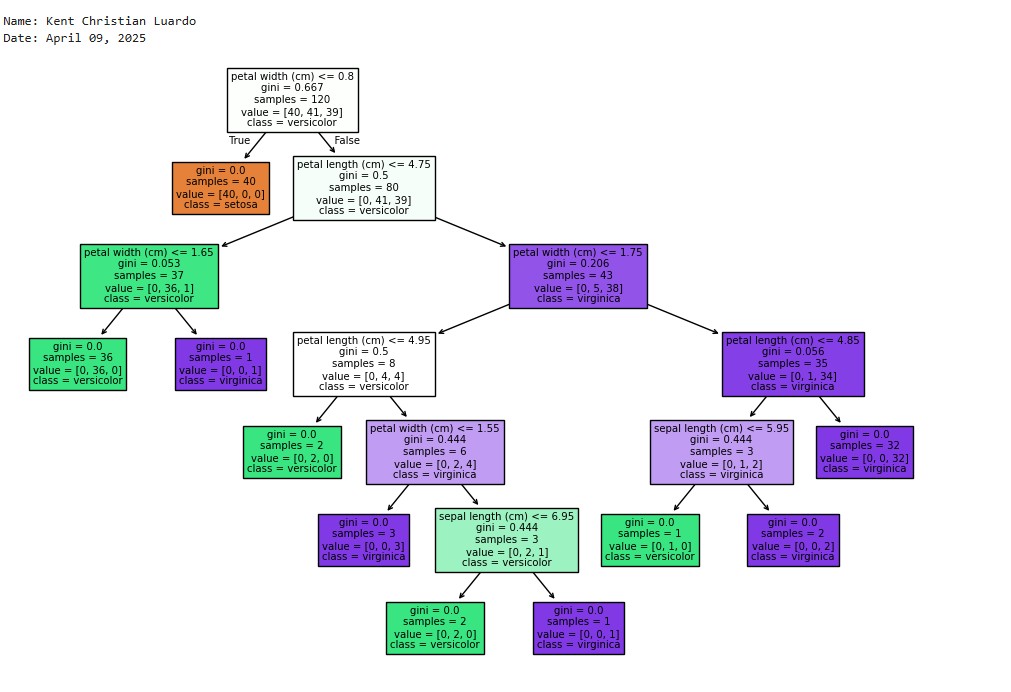 Name: Kent Christian Luardo
Date: April 09, 2025
petal width (cm) <= 0.8
gini = 0.667
samples = 120
value = [40, 41, 39]
class = versicolor
True
False
gini = 0.0
samples = 40
value = [40, 0, 0]
class = setosa
petal length (cm) <= 4.75
gini = 0.5
samples = 80
value = [0, 41, 39]
class = versicolor
petal width (cm) <= 1.65
gini = 0.053
samples = 37
value = [0, 36, 1]
class = versicolor
petal width (cm) <= 1.75
gini = 0.206
samples = 43
value = [0, 5, 38]
class = virginica
gini = 0.0
samples = 36
value = [0, 36, 0]
class = versicolor
gini = 0.0
samples = 1
value = [0, 0, 1]
class = virginica
petal length (cm) <= 4.95
gini = 0.5
samples = 8
value = [0, 4, 4]
class = versicolor
petal length (cm) <= 4.85
gini = 0.056
samples = 35
value = [0, 1, 34]
class = virginica
gini = 0.0
samples = 2
value = [0, 2, 0]
class = versicolor
petal width (cm) <= 1.55
gini = 0.444
samples = 6
value = [0, 2, 4]
class = virginica
sepal length (cm) <= 5.95
gini = 0.444
samples = 3
value = [0, 1, 2]
class = virginica
gini = 0.0
samples = 32
value = [0, 0, 32]
class = virginica
gini = 0.0
samples = 3
value = [0, 0, 3]
class = virginica
sepal length (cm) <= 6.95
gini = 0.444
samples = 3
value = [0, 2, 1]
class = versicolor
gini = 0.0
samples = 1
value = [0, 1, 0]
class = versicolor
gini = 0.0
samples = 2
value = [0, 0, 2]
class = virginica
gini = 0.0
samples = 2
value = [0, 2, 0]
class = versicolor
gini = 0.0
samples = 1
value = [0, 0, 1]
class = virginica